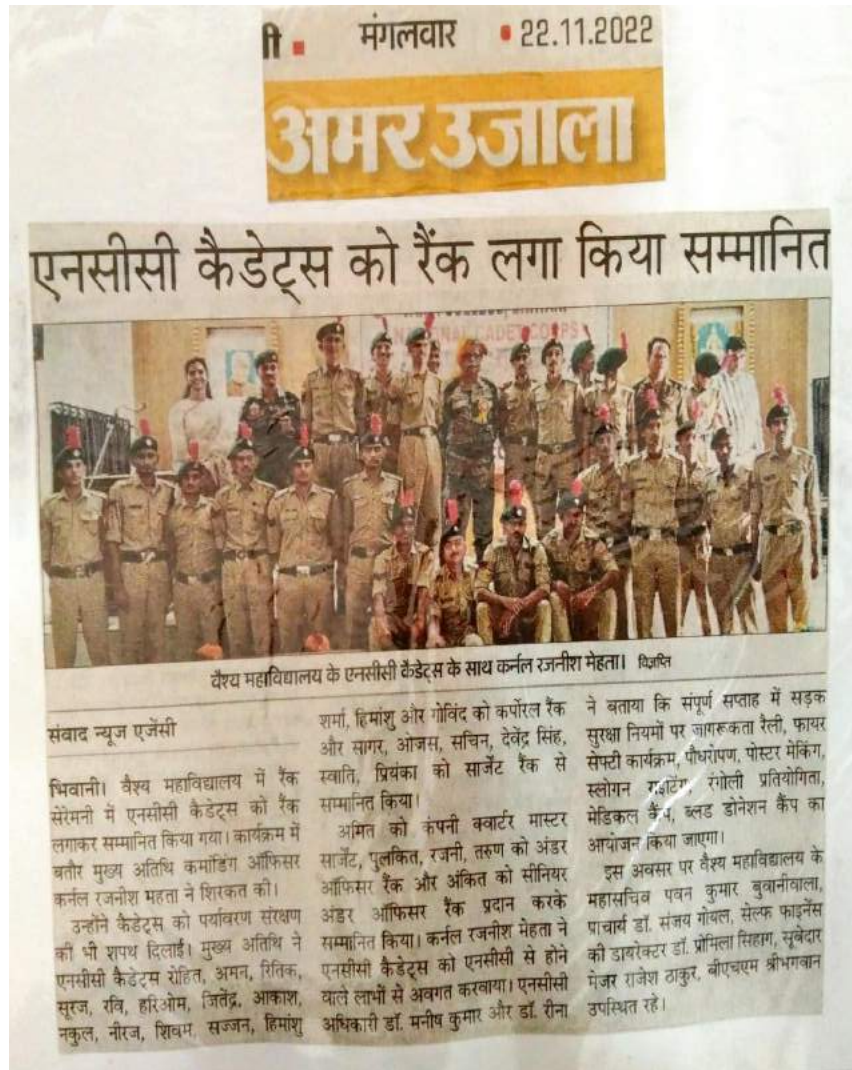 मंगलवार • 22.11.2022
अमर उजाला
एनसीसी कैडेट्स को रैंक लगा किया सम्मानित
NATIONAL CADET CORPS
वैश्य महाविद्यालय के एनसीसी कैडेट्स के साथ कर्नल रजनीश मेहता। विज्ञप्ति
संवाद न्यूज एजेंसी
भिवानी। वैश्य महाविद्यालय में रैंक
सेरेमनी में एनसीसी कैडेट्स को रैंक
लगाकर सम्मानित किया गया। कार्यक्रम में
बतौर मुख्य अतिथि कमांडिंग ऑफिसर
कर्नल रजनीश महता ने शिरकत की।
उन्होंने कैडेट्स को पर्यावरण संरक्षण
की भी शपथ दिलाई। मुख्य अतिथि ने
एनसीसी कैडेटस रोहित, अमन, रितिक,
सूरज, रवि, हरिओम, जितेंद्र, आकाश,
नकुल, नीरज, शिवम, सज्जन, हिमांशु
शर्मा, हिमांशु और गोविंद को कर्पोरल रैंक
और सागर, ओजस, सचिन, देवेंद्र सिंह,
स्वाति, प्रियंका को सार्जेट रैंक से
सम्मानित किया।
अमित को कंपनी क्वार्टर मास्टर
सार्जेंट, पुलकित, रजनी, तरुण को अंडर
ऑफिसर रैंक और अंकित को सीनियर
अंडर ऑफिसर रैंक प्रदान करके
सम्मानित किया। कर्नल रजनीश मेहता ने
एनसीसी कैडेट्स को एनसीसी से होने
वाले लाभों से अवगत करवाया। एनसीसी
अधिकारी डॉ. मनीष कुमार और डॉ. रीना
ने बताया कि संपूर्ण सप्ताह में सड़क
सुरक्षा नियमों पर जागरूकता रैली, फायर
सेफ्टी कार्यक्रम, पौधरोपण, पोस्टर मेकिंग,
स्लोगन राइटिंग, रंगोली प्रतियोगिता,
मेडिकल कैंप, ब्लड डोनेशन कैंप का
आयोजन किया जाएगा।
इस अवसर पर वैश्य महाविद्यालय के
महासचिव पवन कुमार बुवानीवाला,
प्राचार्य डॉ. संजय गोयल, सेल्फ फाइनेंस
की डायरेक्टर डॉ. प्रोमिला सिहाग, सूबेदार
मेजर राजेश ठाकुर, बीएचएम श्रीभगवान
उपस्थित रहे।